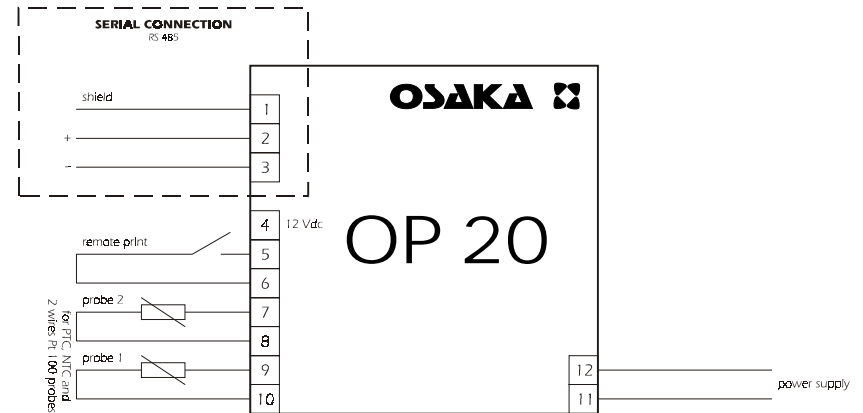 SERIAL CONNECTION
RS 485
shield
+
-
1
2
3
OSAKA
OP 20
4
12 Vdc
remote print
5
6
probe 2
7
8
probe 1
9
10
for PTC, NTC and
2 wires Pt 100 probes
12
11
power supply